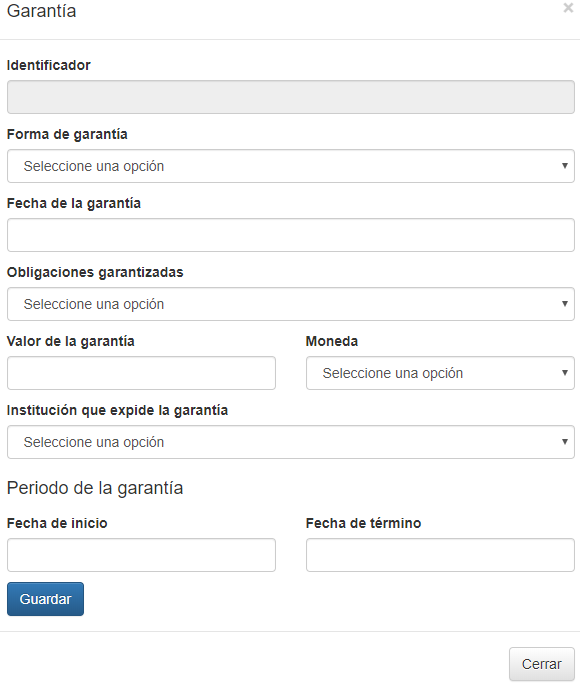 Garantía ×
Identificador
Forma de garantía
Seleccione una opción
Fecha de la garantía
Obligaciones garantizadas
Seleccione una opción
Valor de la garantía Moneda
Seleccione una opción
Institución que expide la garantía
Seleccione una opción
Periodo de la garantía
Fecha de inicio Fecha de término
Guardar
Cerrar